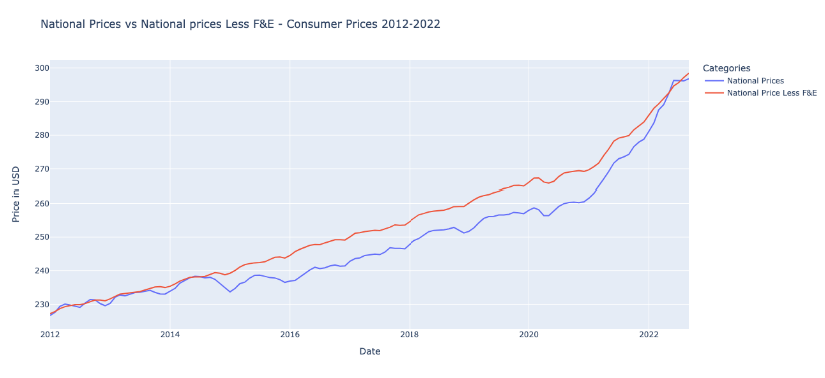 National Prices vs National prices Less F&E - Consumer Prices 2012-2022
Categories
National Prices
National Price Less F&E
Price in USD
300
290
280
270
260
250
240
230
2012
2014
2016
2018
2020
2022
Date